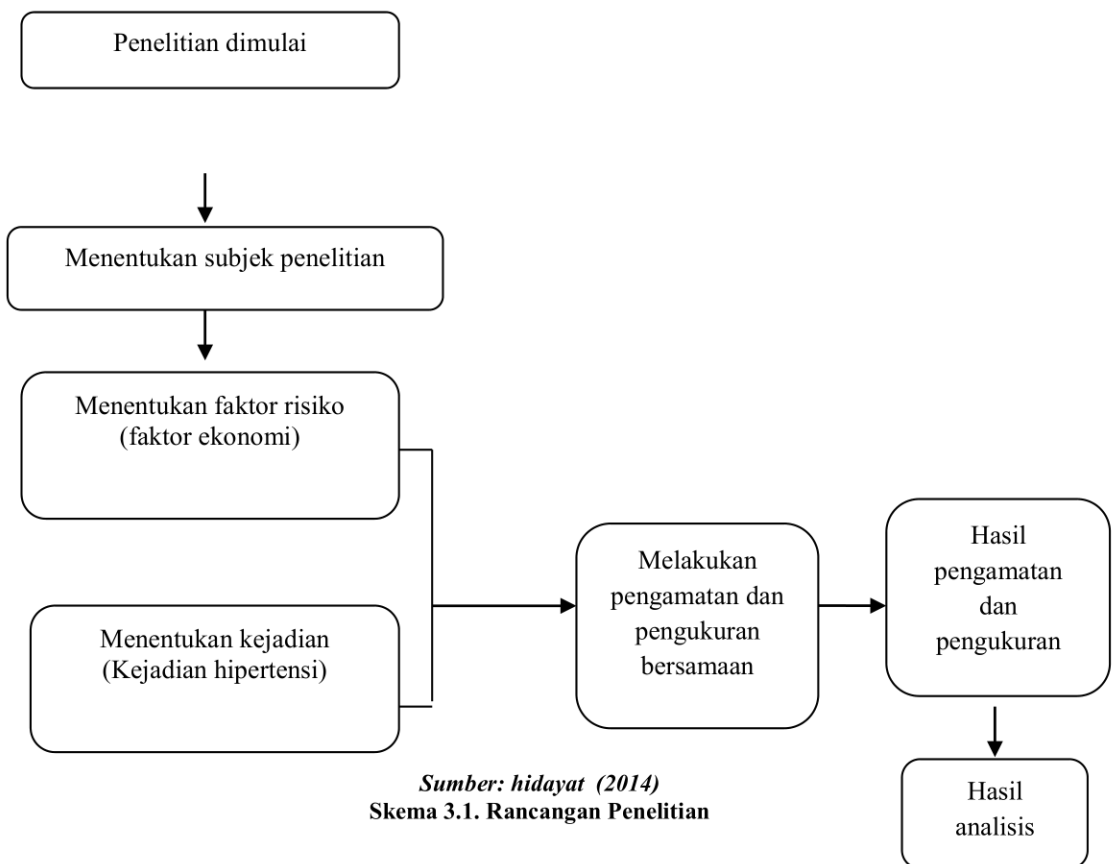 Penelitian dimulai
Menentukan subjek penelitian
Menentukan faktor risiko
(faktor ekonomi)
Menentukan kejadian
(Kejadian hipertensi)
Melakukan
pengamatan dan
pengukuran
bersamaan
Hasil
pengamatan
dan
pengukuran
Hasil
analisis
Sumber: hidayat (2014)
Skema 3.1. Rancangan Penelitian